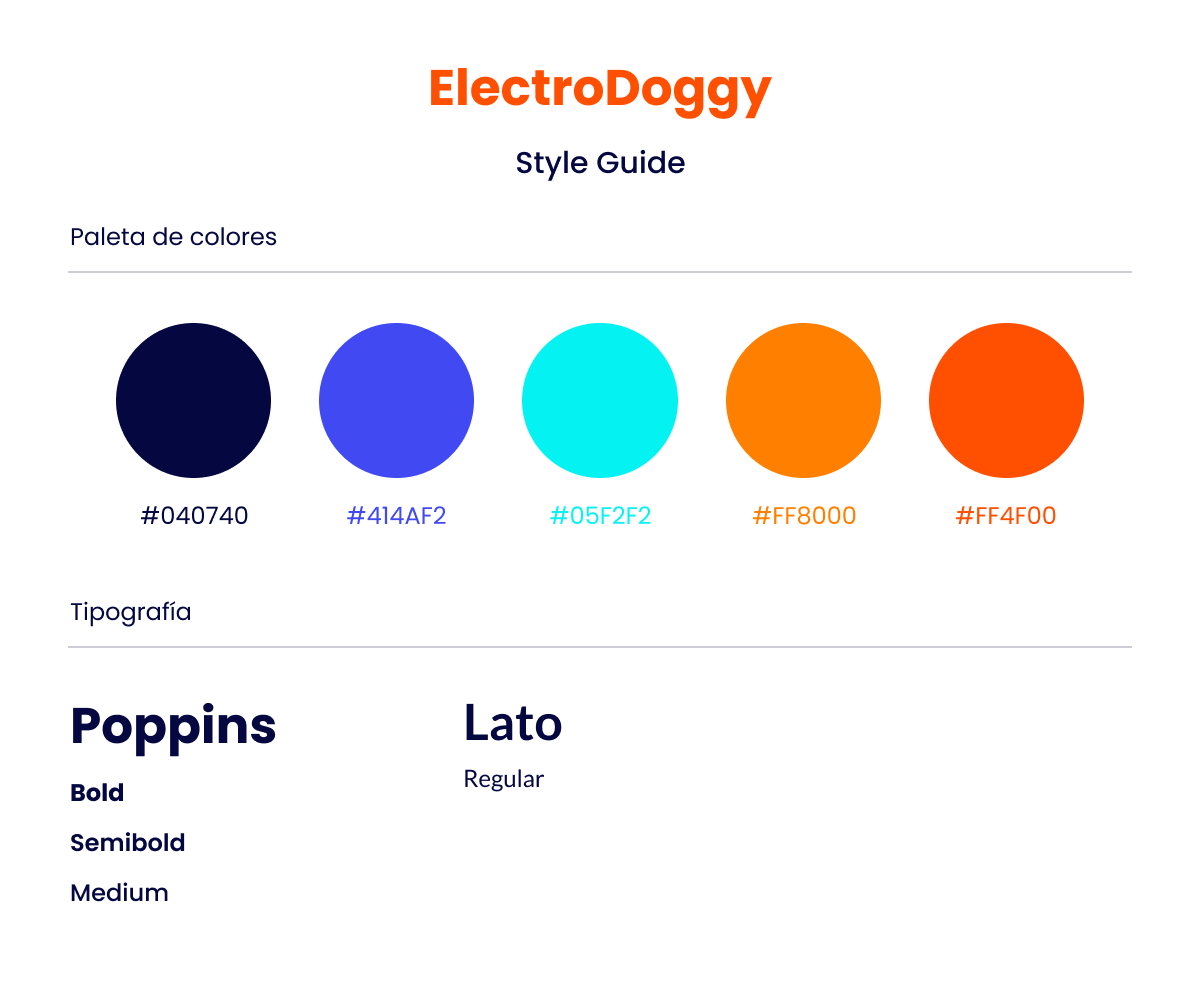 ElectroDoggy
Style Guide
Paleta de colores
#040740 #414AF2 #05F2F2 #FF8000 #FF4F00
Tipografía
Poppins
Bold
Semibold
Medium
Lato
Regular